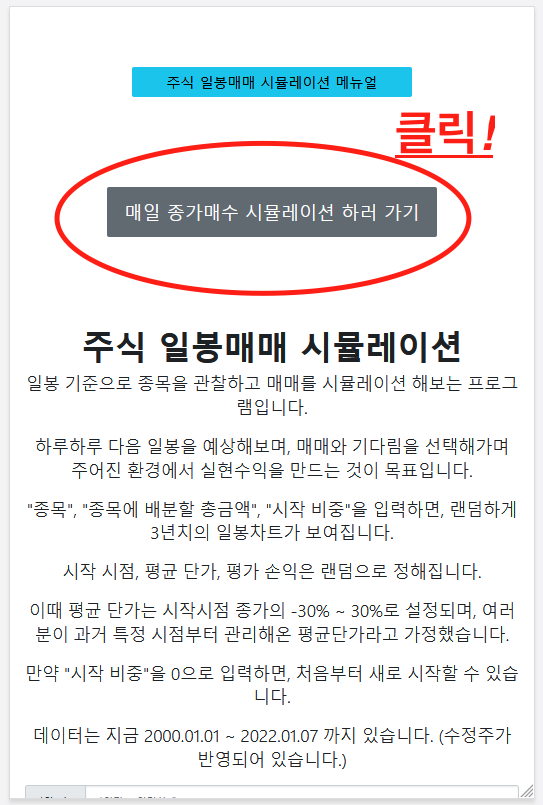 주식 일봉매매 시뮬레이션 메뉴얼
클릭!
매일 종가매수 시뮬레이션 하러 가기
주식 일봉매매 시뮬레이션
일봉 기준으로 종목을 관찰하고 매매를 시뮬레이션 해보는 프로그
램입니다.
하루하루 다음 일봉을 예상해보며, 매매와 기다림을 선택해가며
주어진 환경에서 실현수익을 만드는 것이 목표입니다.
"종목", "종목에 배분할 총금액", "시작 비중"을 입력하면, 랜덤하게
3년치의 일봉차트가 보여집니다.
시작 시점, 평균 단가, 평가 손익은 랜덤으로 정해집니다.
이때 평균 단가는 시작시점 종가의 -30% ~ 30%로 설정되며, 여러
분이 과거 특정 시점부터 관리해온 평균단가라고 가정했습니다.
만약 "시작 비중"을 0으로 입력하면, 처음부터 새로 시작할 수 있습
니다.
데이터는 지금 2000.01.01 ~ 2022.01.07 까지 있습니다. (수정주가
반영되어 있습니다.)